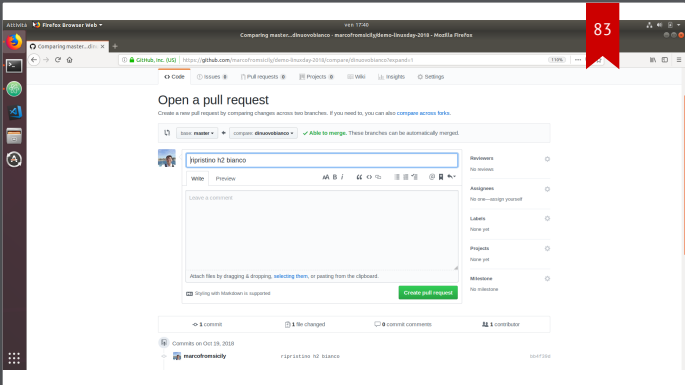 83
Attività Firefox Browser Web ven 17:40
Comparing master...dinuovobianco · marcofromsicily/demo-linuxday-2018 - Mozilla Firefox
Comparing master...din
GitHub, Inc. (US) https://github.com/marcofromsicily/demo-linuxday-2018/compare/dinuovobianco?expand=1 110%
Code Issues 0 Pull requests 0 Projects 0 Wiki Insights Settings
Open a pull request
Create a new pull request by comparing changes across two branches. If you need to, you can also compare across forks.
base: master compare: dinuovobianco Able to merge. These branches can be automatically merged.
ripristino h2 bianco
Write Preview
Leave a comment
Attach files by dragging & dropping, selecting them, or pasting from the clipboard.
Styling with Markdown is supported
Create pull request
Reviewers
No reviews
Assignees
No one—assign yourself
Labels
None yet
Projects
None yet
Milestone
No milestone
1 commit 1 file changed 0 commit comments 1 contributor
Commits on Oct 19, 2018
marcofromsicily ripristino h2 bianco